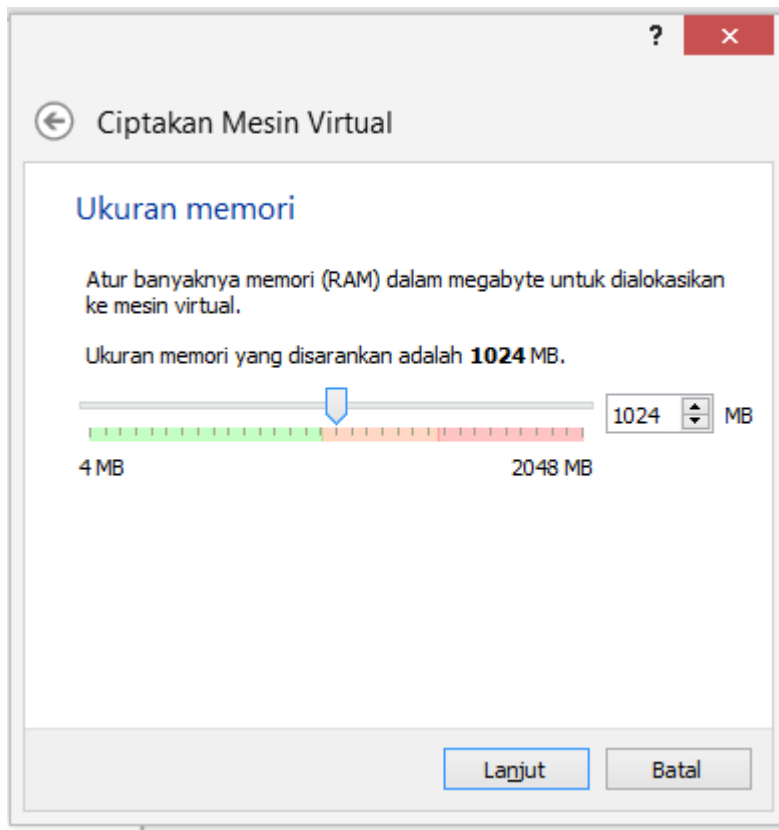 ?
Ciptakan Mesin Virtual
Ukuran memori
Atur banyaknya memori (RAM) dalam megabyte untuk dialokasikan
ke mesin virtual.
Ukuran memori yang disarankan adalah 1024 MB.
1024 MB
4 MB 2048 MB
Lanjut Batal